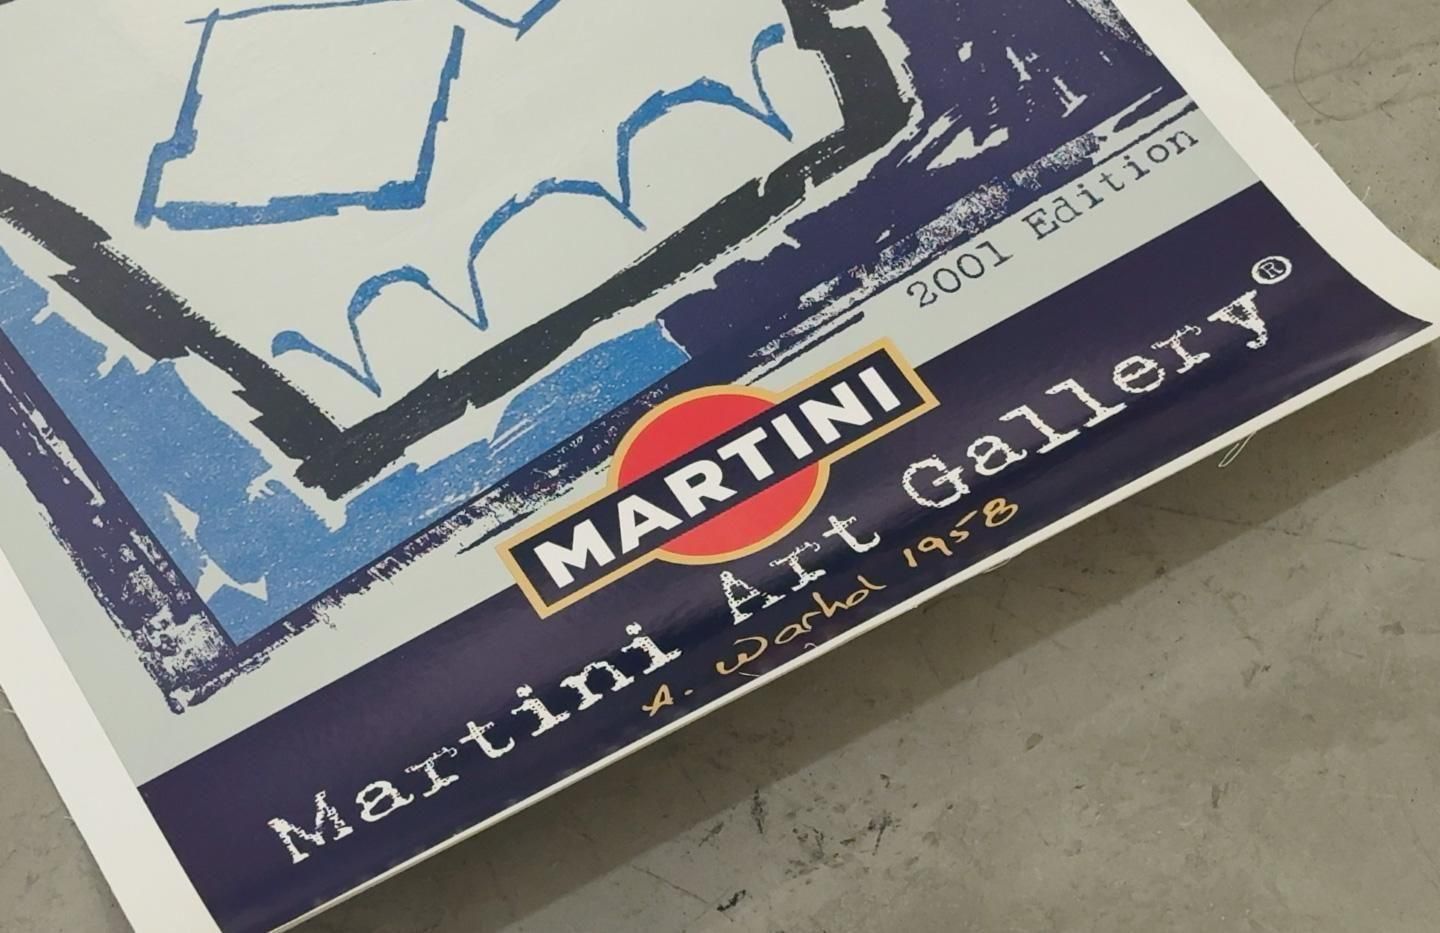 2001 Edition
MARTINI
Martini Art Gallery®
A. Warhol 1958